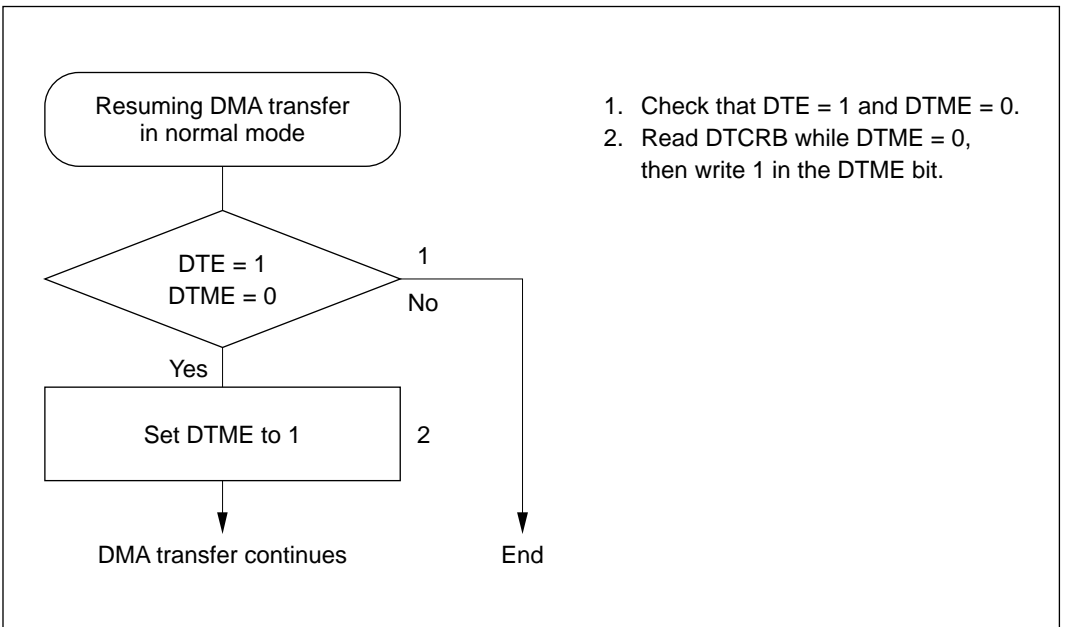 Resuming DMA transfer
in normal mode
1. Check that DTE = 1 and DTME = 0.
2. Read DTCRB while DTME = 0,
then write 1 in the DTME bit.
DTE = 1
DTME = 0
1
No
Yes
Set DTME to 1
2
DMA transfer continues
End